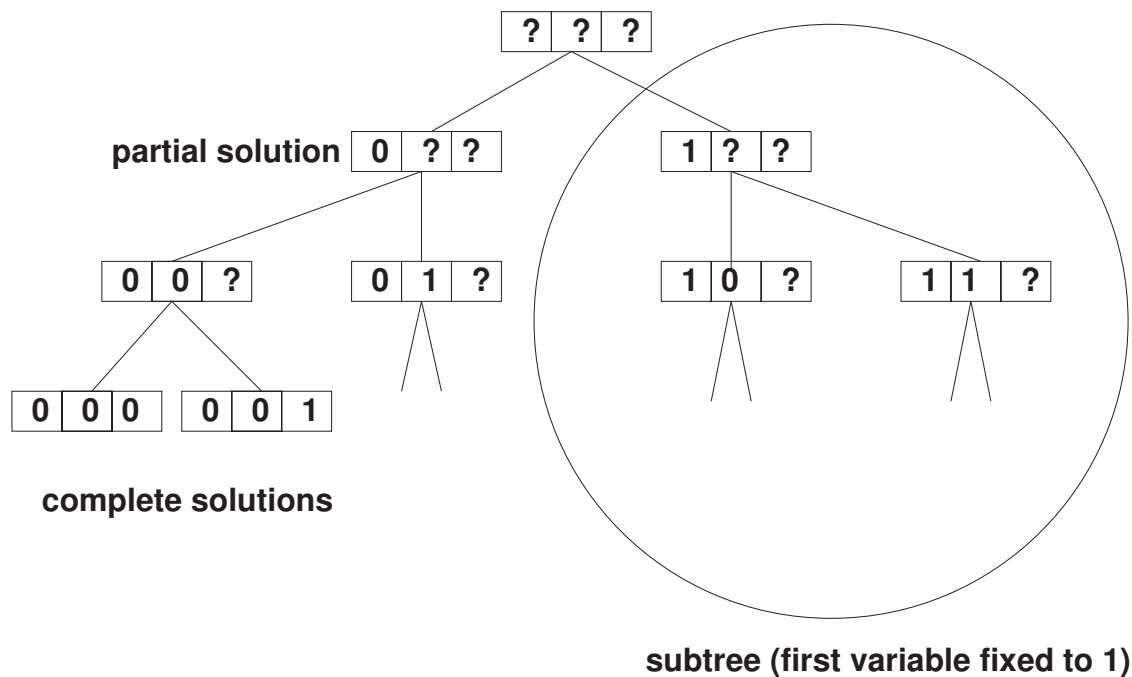 ? ? ?
partial solution 0 ? ? 1 ? ?
0 0 ? 0 1 ? 1 0 ? 1 1 ?
0 0 0 0 0 1
complete solutions
subtree (first variable fixed to 1)